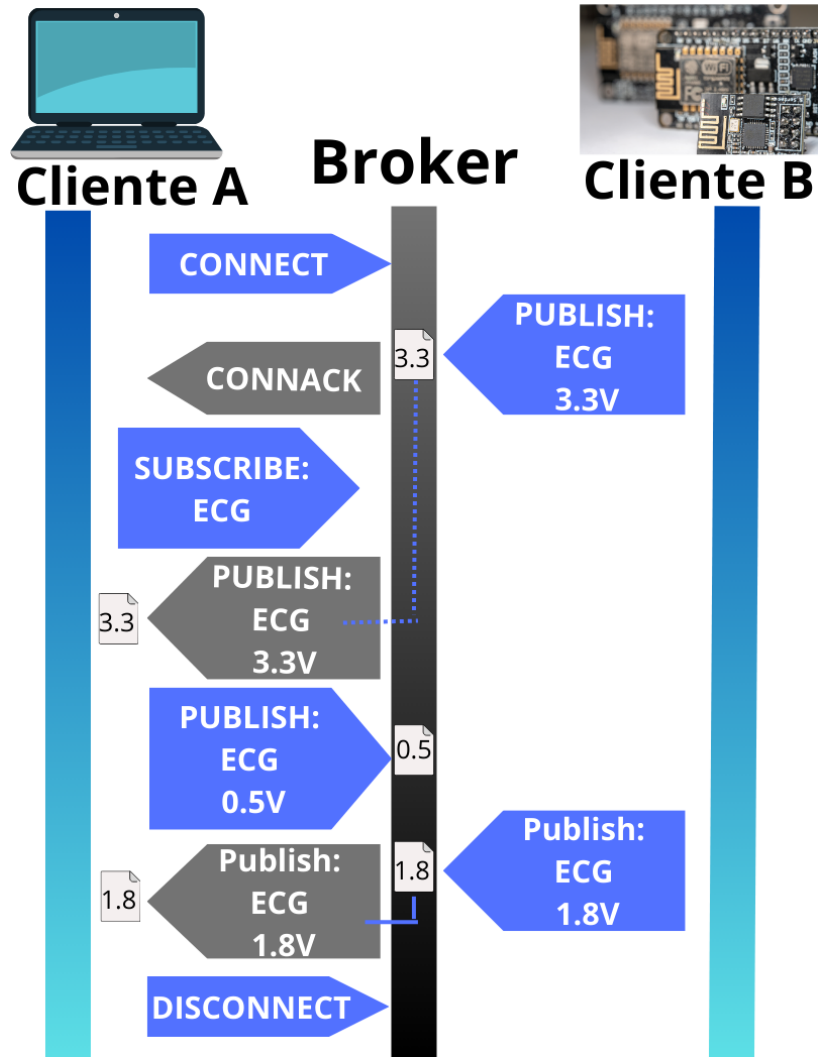 Cliente A
Broker
Cliente B
CONNECT
PUBLISH:
ECG
3.3V
3.3
CONNACK
SUBSCRIBE:
ECG
PUBLISH:
ECG
3.3V
3.3
PUBLISH:
ECG
0.5V
0.5
Publish:
ECG
1.8V
1.8
Publish:
ECG
1.8V
1.8
DISCONNECT